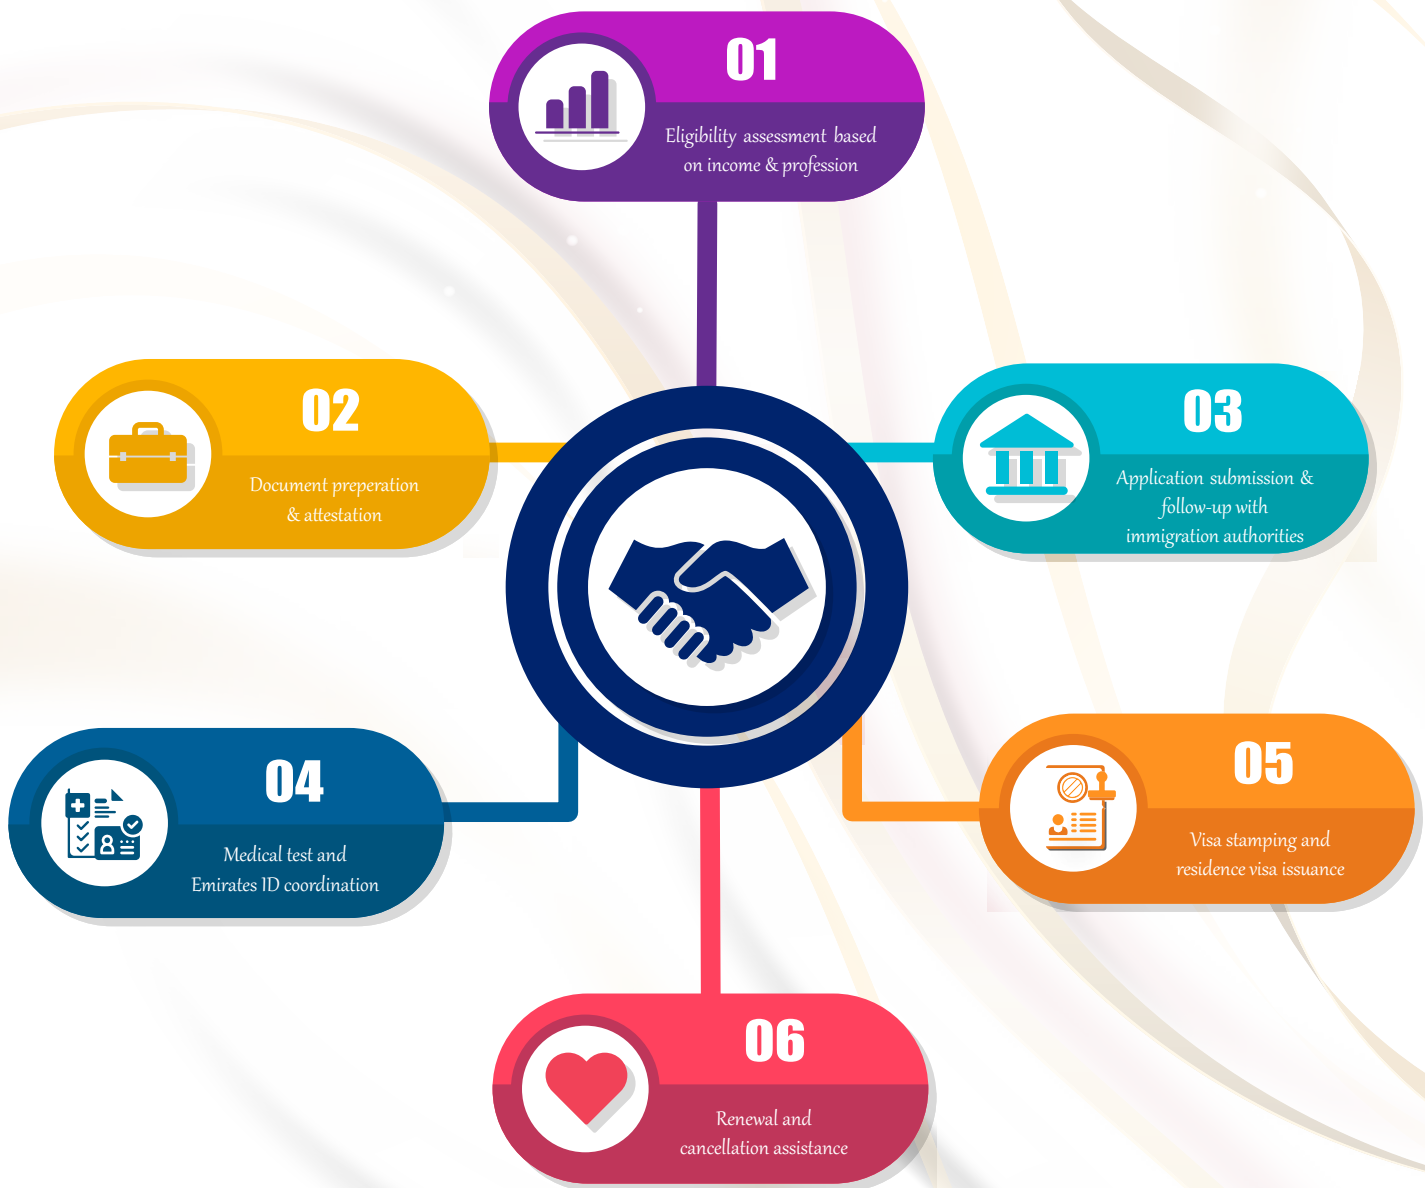 01
Eligibility assessment based
on income & profession
02
Document preperation
& attestation
03
Application submission &
follow-up with
immigration authorities
04
Medical test and
Emirates ID coordination
05
Visa stamping and
residence visa issuance
06
Renewal and
cancellation assistance